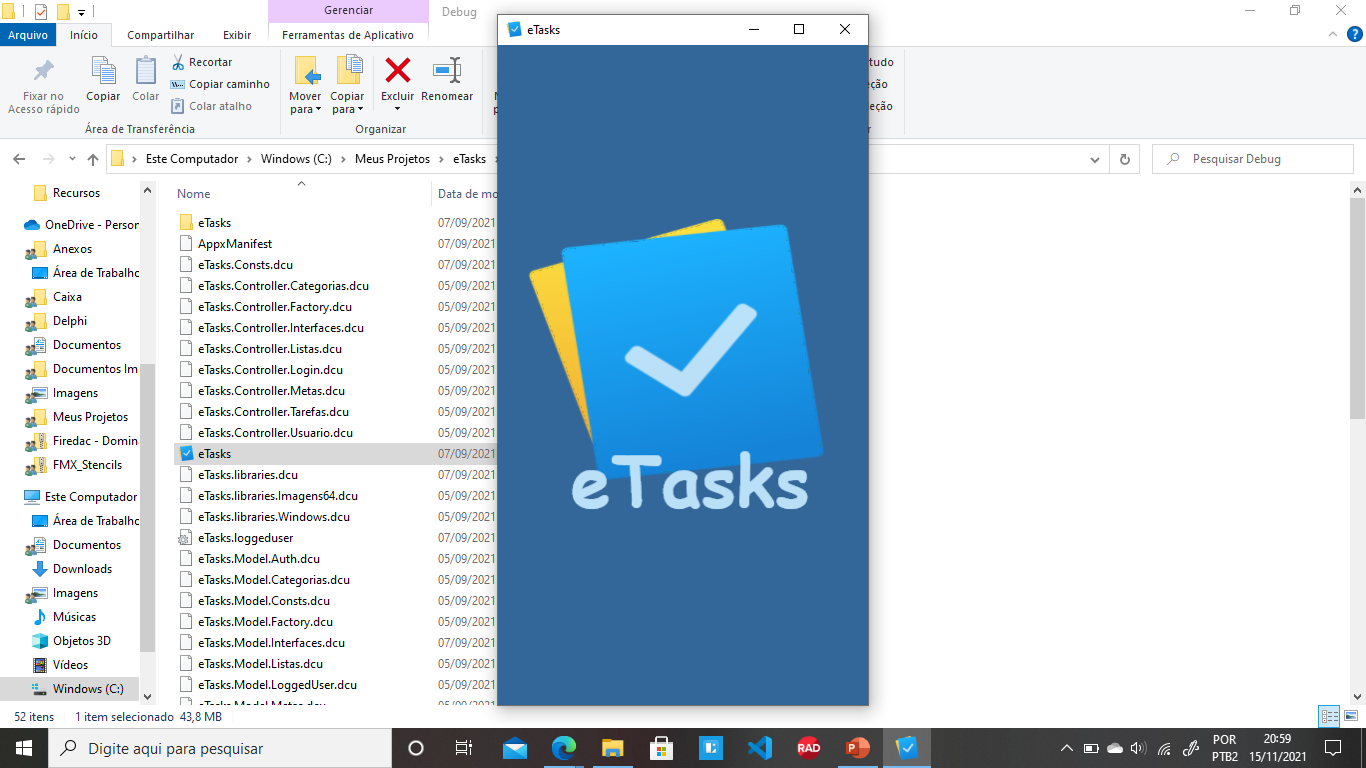 Gerenciar
Debug
eTasks
Arquivo
Início
Compartilhar
Exibir
Ferramentas de Aplicativo
Fixar no
Acesso rápido
Copiar
Colar
Recortar
Copiar caminho
Colar atalho
Área de Transferência
Mover
para
Copiar
para
Excluir
Renomear
Organizar
Este Computador
Windows (C:)
Meus Projetos
eTasks
Pesquisar Debug
Recursos
OneDrive - Person
Anexos
Área de Trabalho
Caixa
Delphi
Documentos
Documentos Im
Imagens
Meus Projetos
Firedac - Domin
FMX_Stencils
Este Computador
Área de Trabalho
Documentos
Downloads
Imagens
Músicas
Objetos 3D
Vídeos
Windows (C:)
Nome Data de mo
eTasks 07/09/2021
AppxManifest 07/09/2021
eTasks.Consts.dcu 07/09/2021
eTasks.Controller.Categorias.dcu 05/09/2021
eTasks.Controller.Factory.dcu 05/09/2021
eTasks.Controller.Interfaces.dcu 05/09/2021
eTasks.Controller.Listas.dcu 05/09/2021
eTasks.Controller.Login.dcu 05/09/2021
eTasks.Controller.Metas.dcu 05/09/2021
eTasks.Controller.Tarefas.dcu 05/09/2021
eTasks.Controller.Usuario.dcu 05/09/2021
eTasks 07/09/2021
eTasks.libraries.dcu 07/09/2021
eTasks.libraries.Imagens64.dcu 05/09/2021
eTasks.libraries.Windows.dcu 05/09/2021
eTasks.loggeduser 07/09/2021
eTasks.Model.Auth.dcu 05/09/2021
eTasks.Model.Categorias.dcu 05/09/2021
eTasks.Model.Consts.dcu 05/09/2021
eTasks.Model.Factory.dcu 05/09/2021
eTasks.Model.Interfaces.dcu 07/09/2021
eTasks.Model.Listas.dcu 05/09/2021
eTasks.Model.LoggedUser.dcu 05/09/2021
eTasks
52 itens 1 item selecionado 43,8 MB
Digite aqui para pesquisar
RAD
POR
PTB2
20:59
15/11/2021